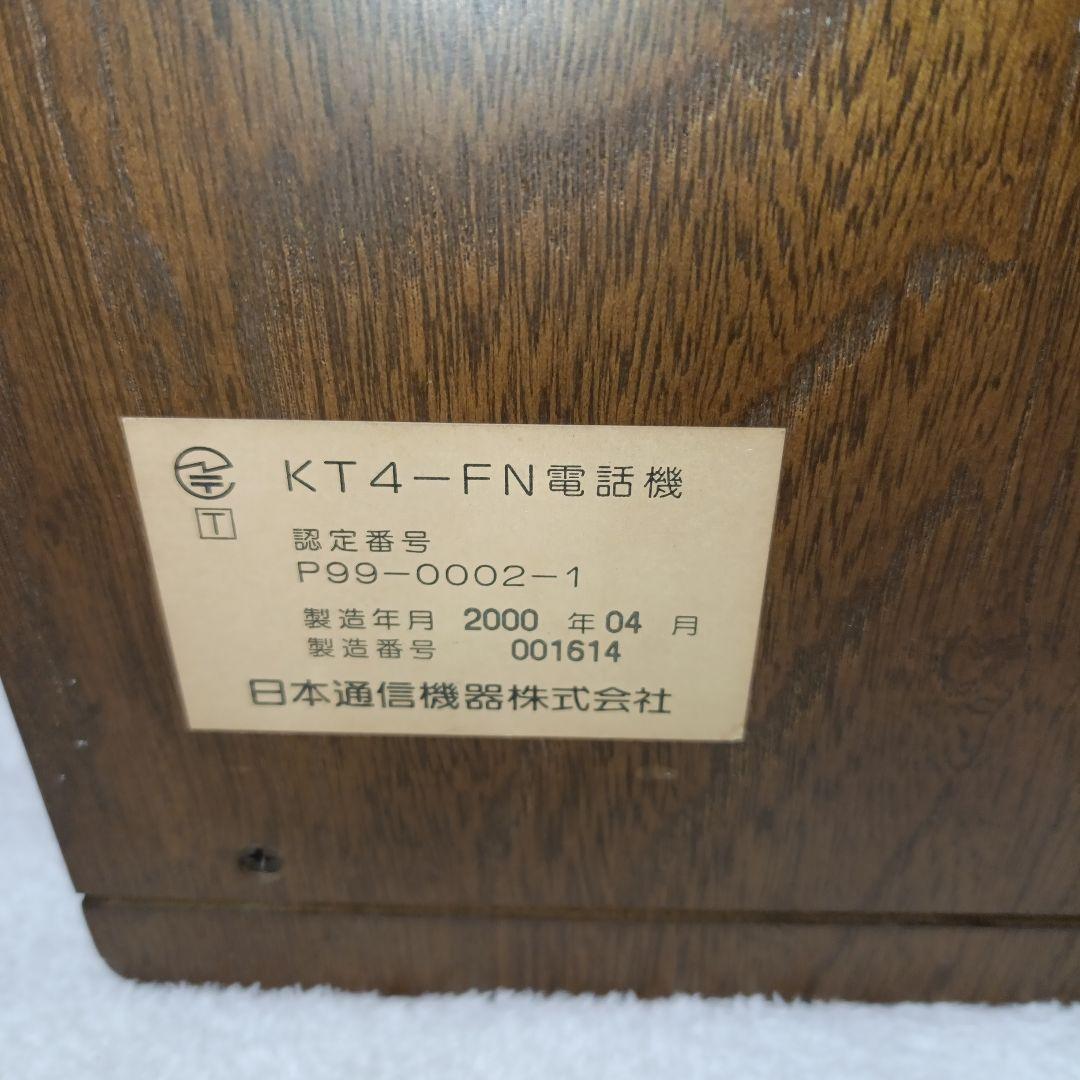 KT4-FN電話機
T
認定番号
P99-0002-1
製造年月 2000 年 04 月
製造番号 001614
日本通信機器株式会社